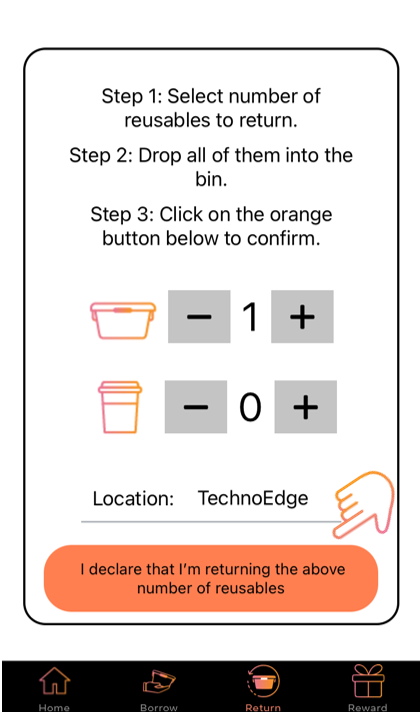 Step 1: Select number of
reusables to return.
Step 2: Drop all of them into the
bin.
Step 3: Click on the orange
button below to confirm.
− 1 +
− 0 +
Location: TechnoEdge
I declare that I'm returning the above
number of reusables
Home Borrow Return Reward